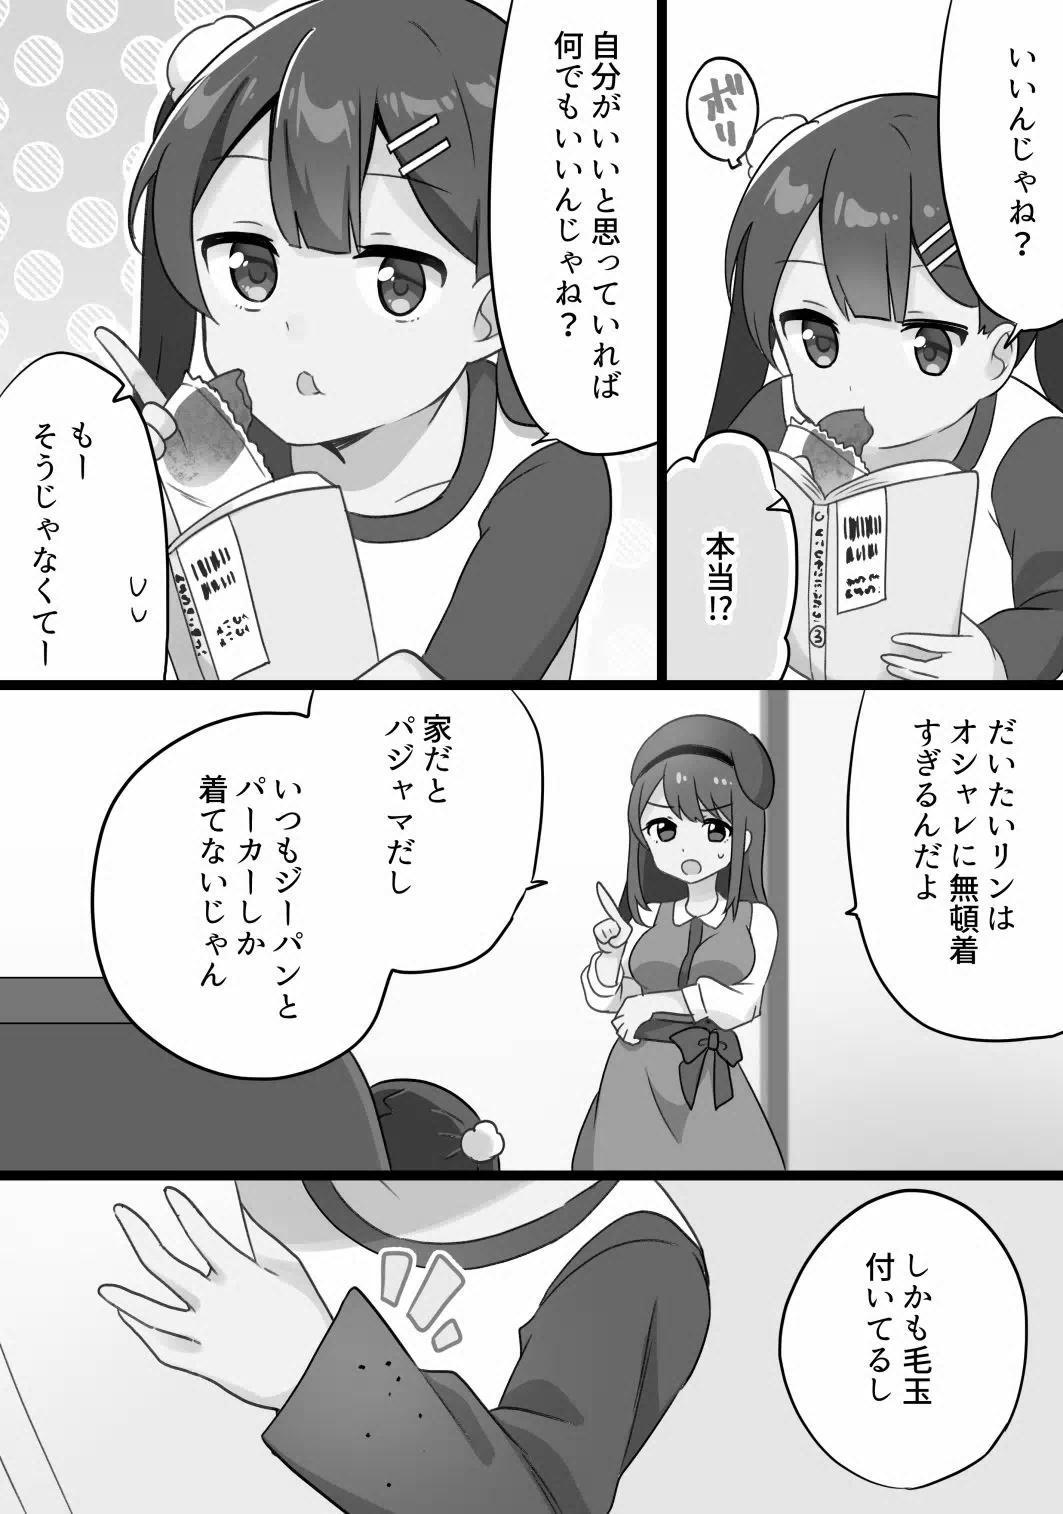 いいんじゃね？
ボリ
本当!?
自分がいいと思っていれば
何でもいいんじゃね？
もー
そうじゃなくてー
だいたいリンは
オシャレに無頓着
すぎるんだよ
家だと
パジャマだし
いつもジーパンと
パーカーしか
着てないじゃん
しかも毛玉
付いてるし